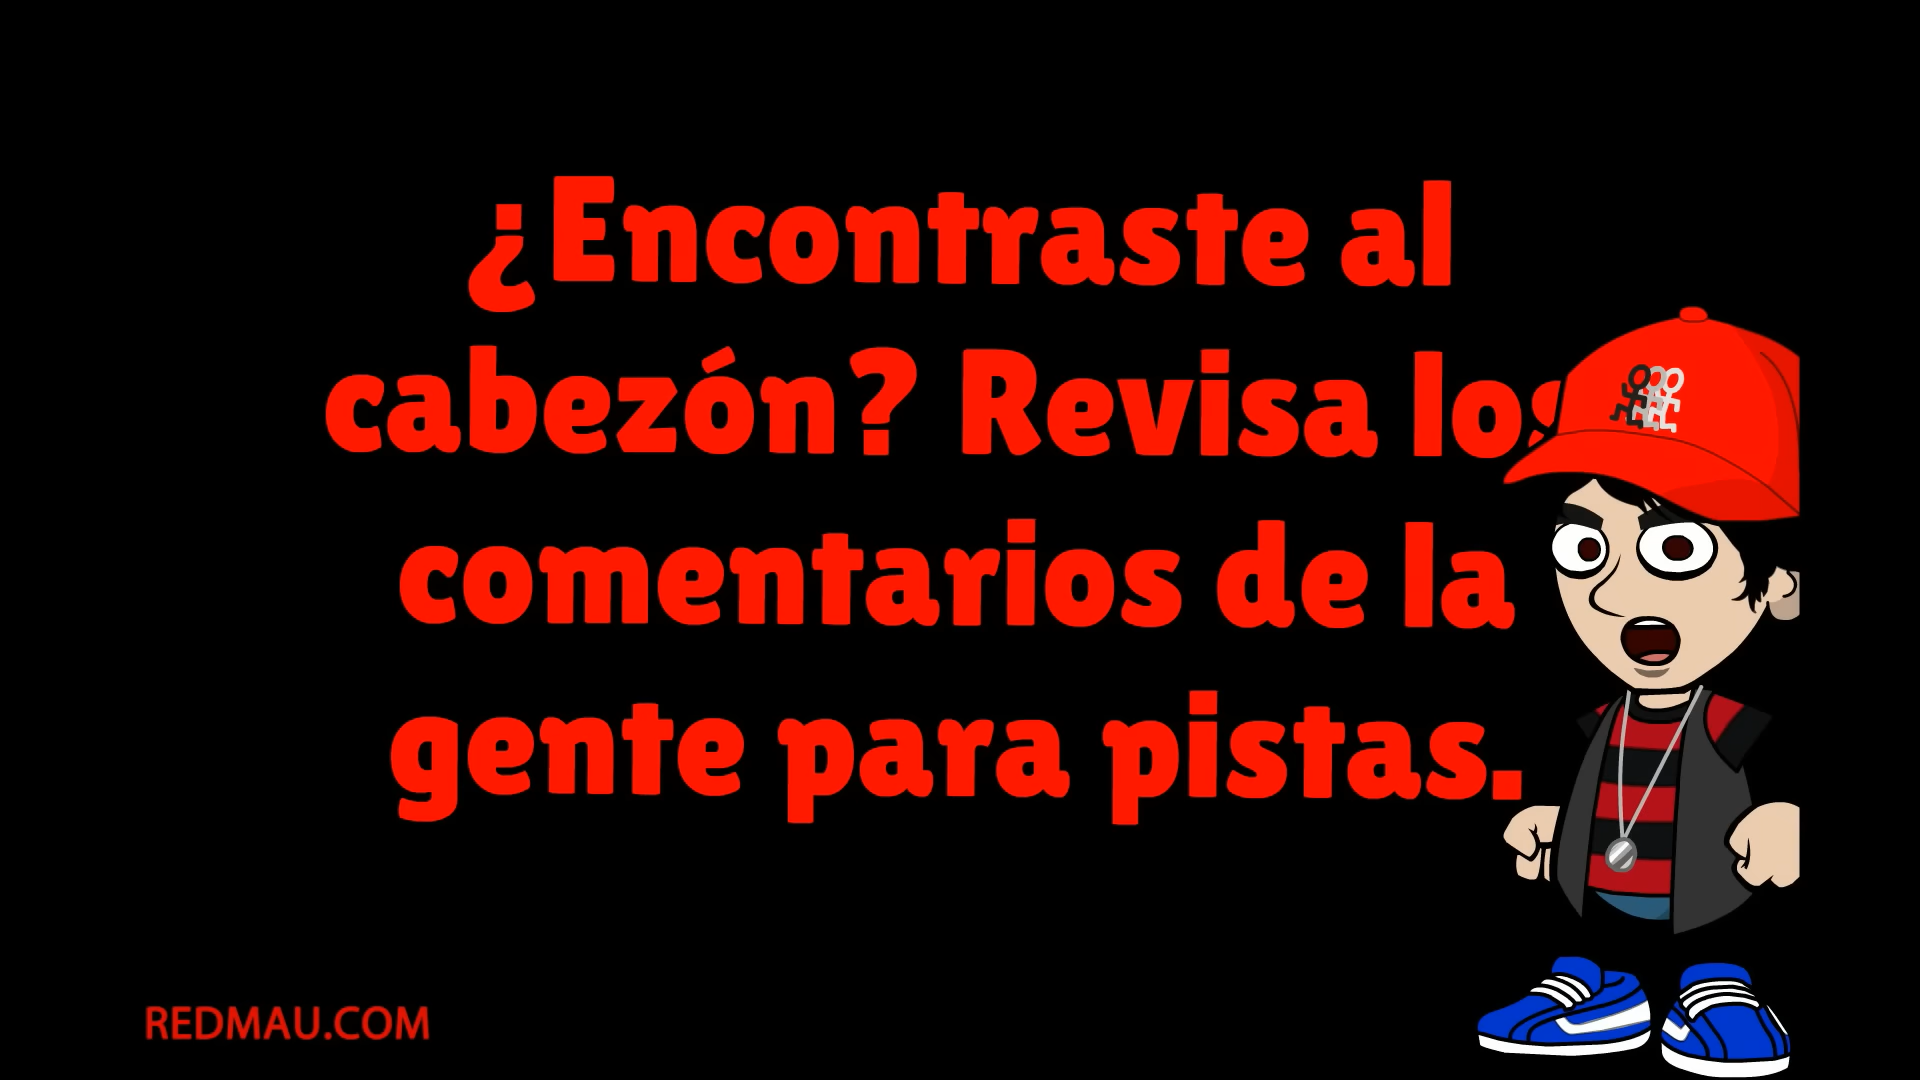 ¿Encontraste al
cabezón? Revisa los
comentarios de la
gente para pistas.
REDMAU.COM